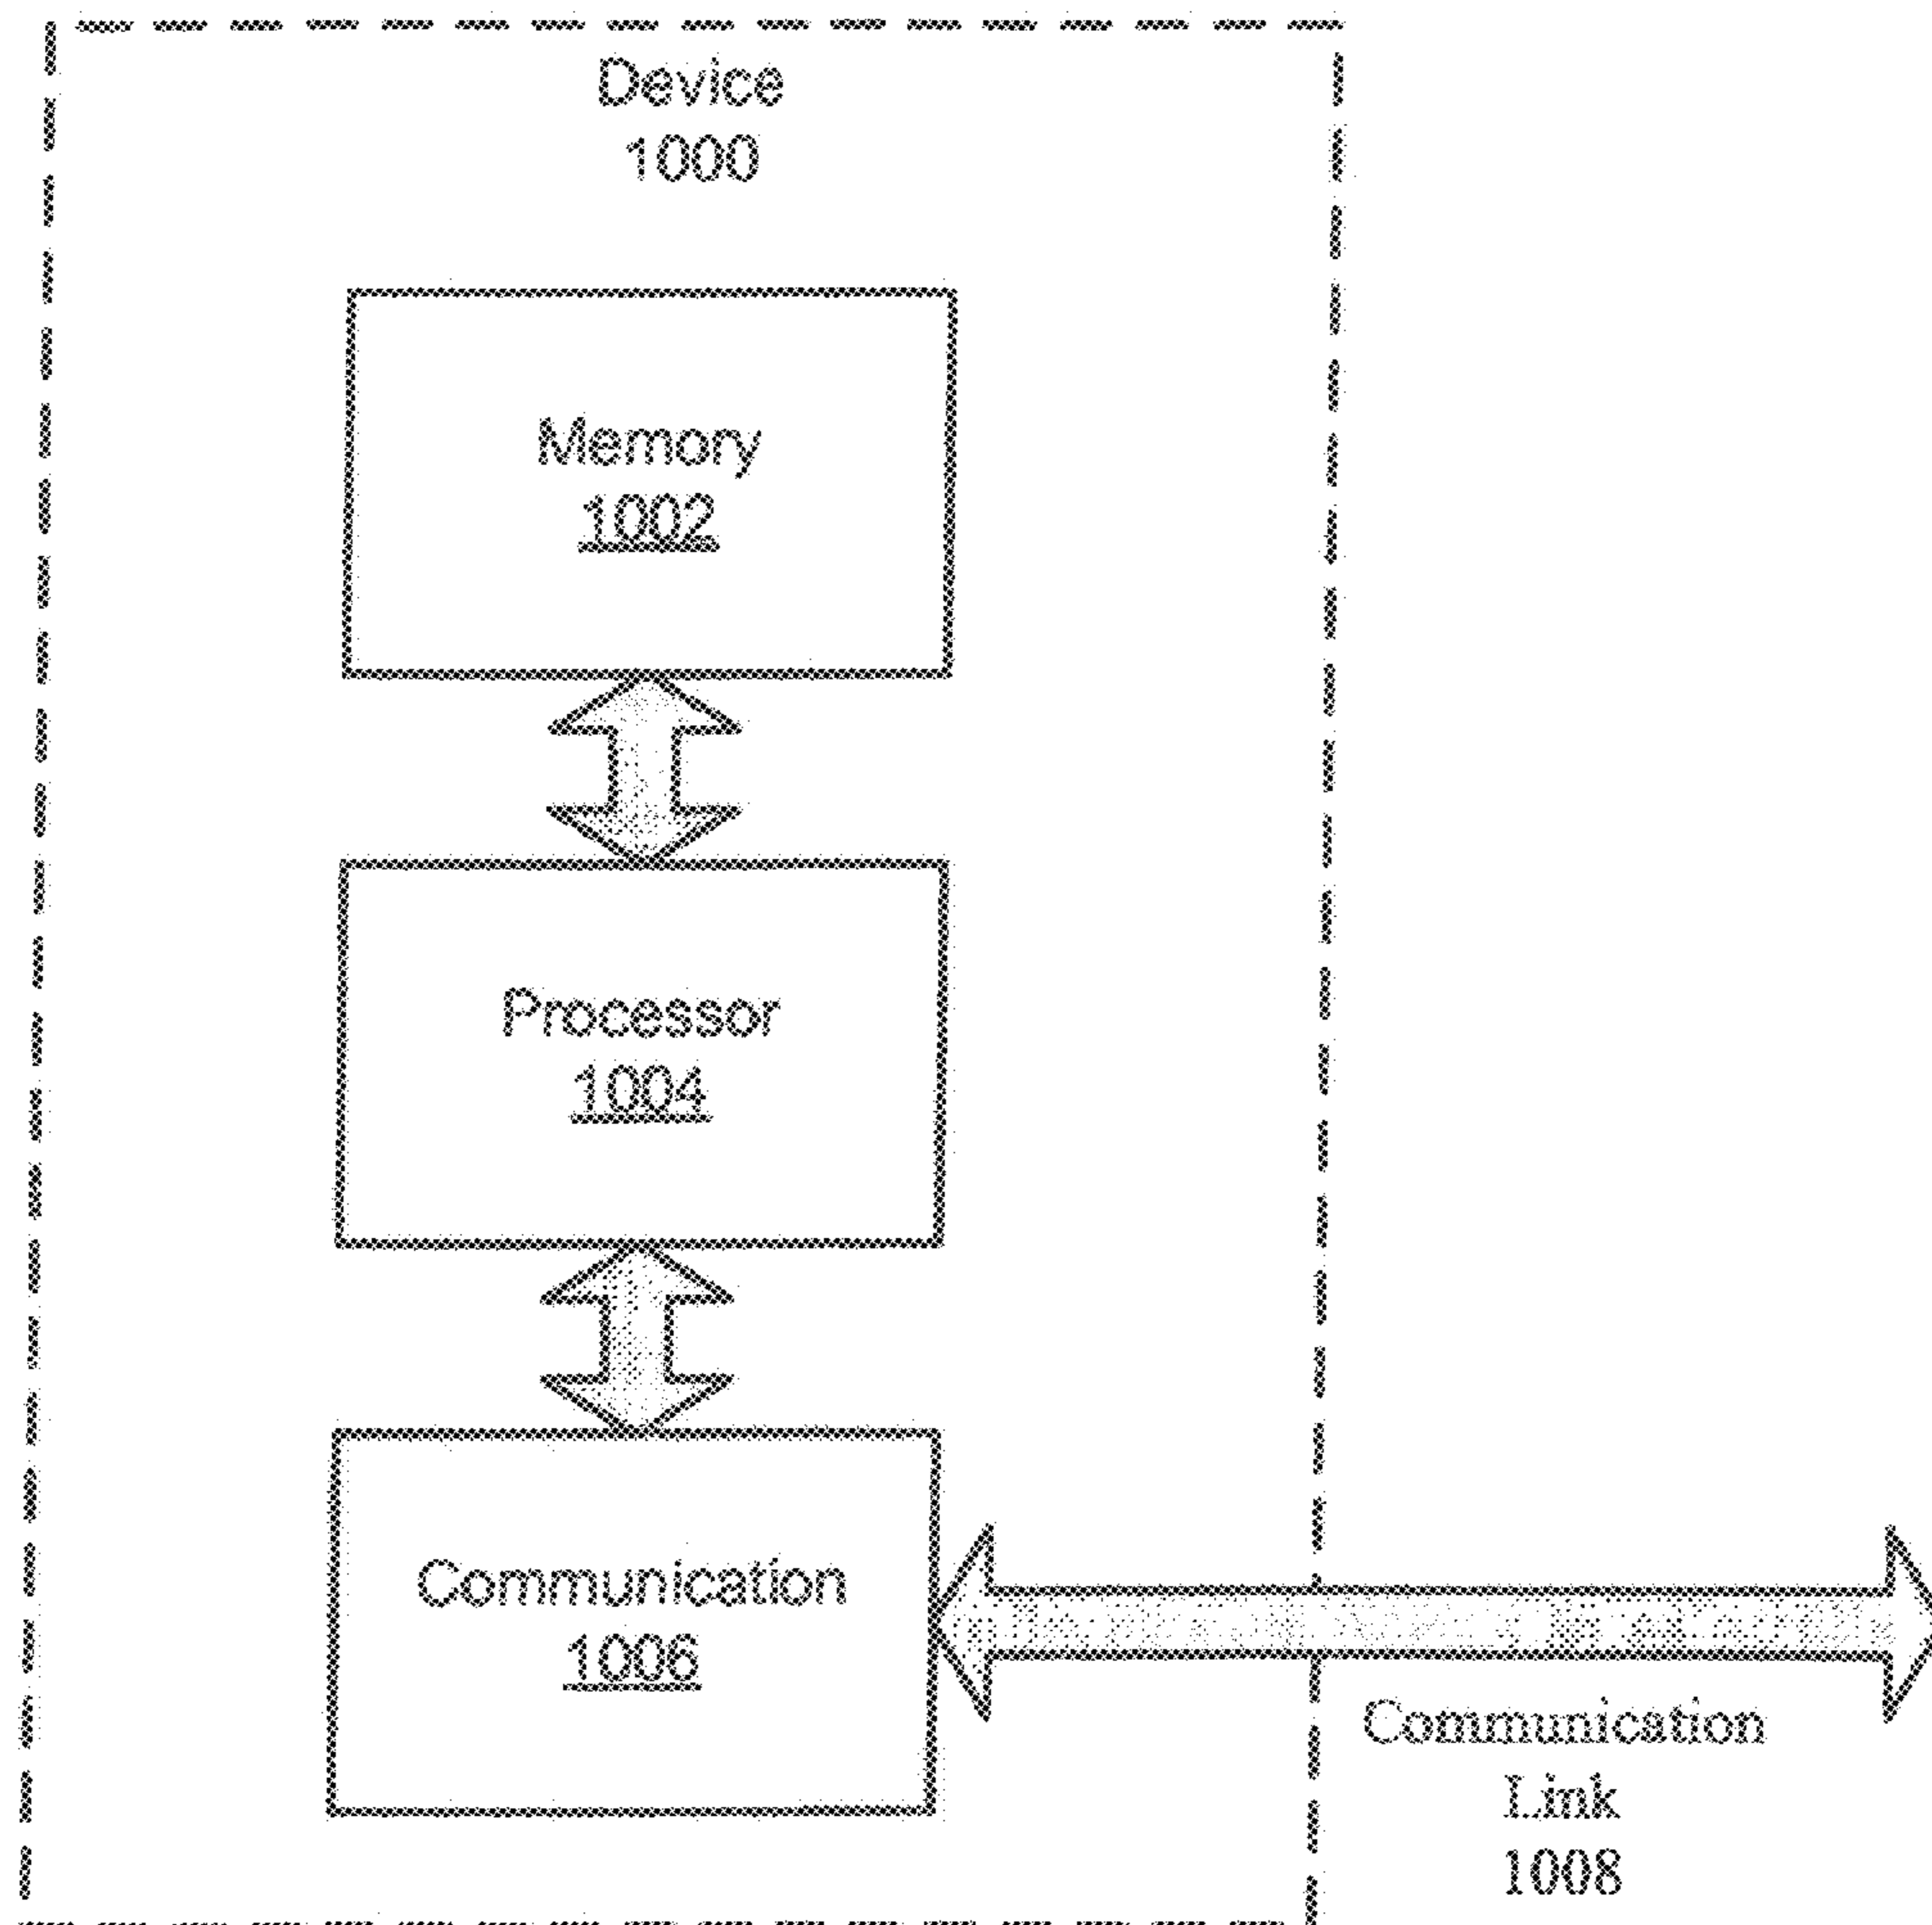 Device
1000
Memory
1002
Processor
1004
Communication
1006
Communication
Link
1008